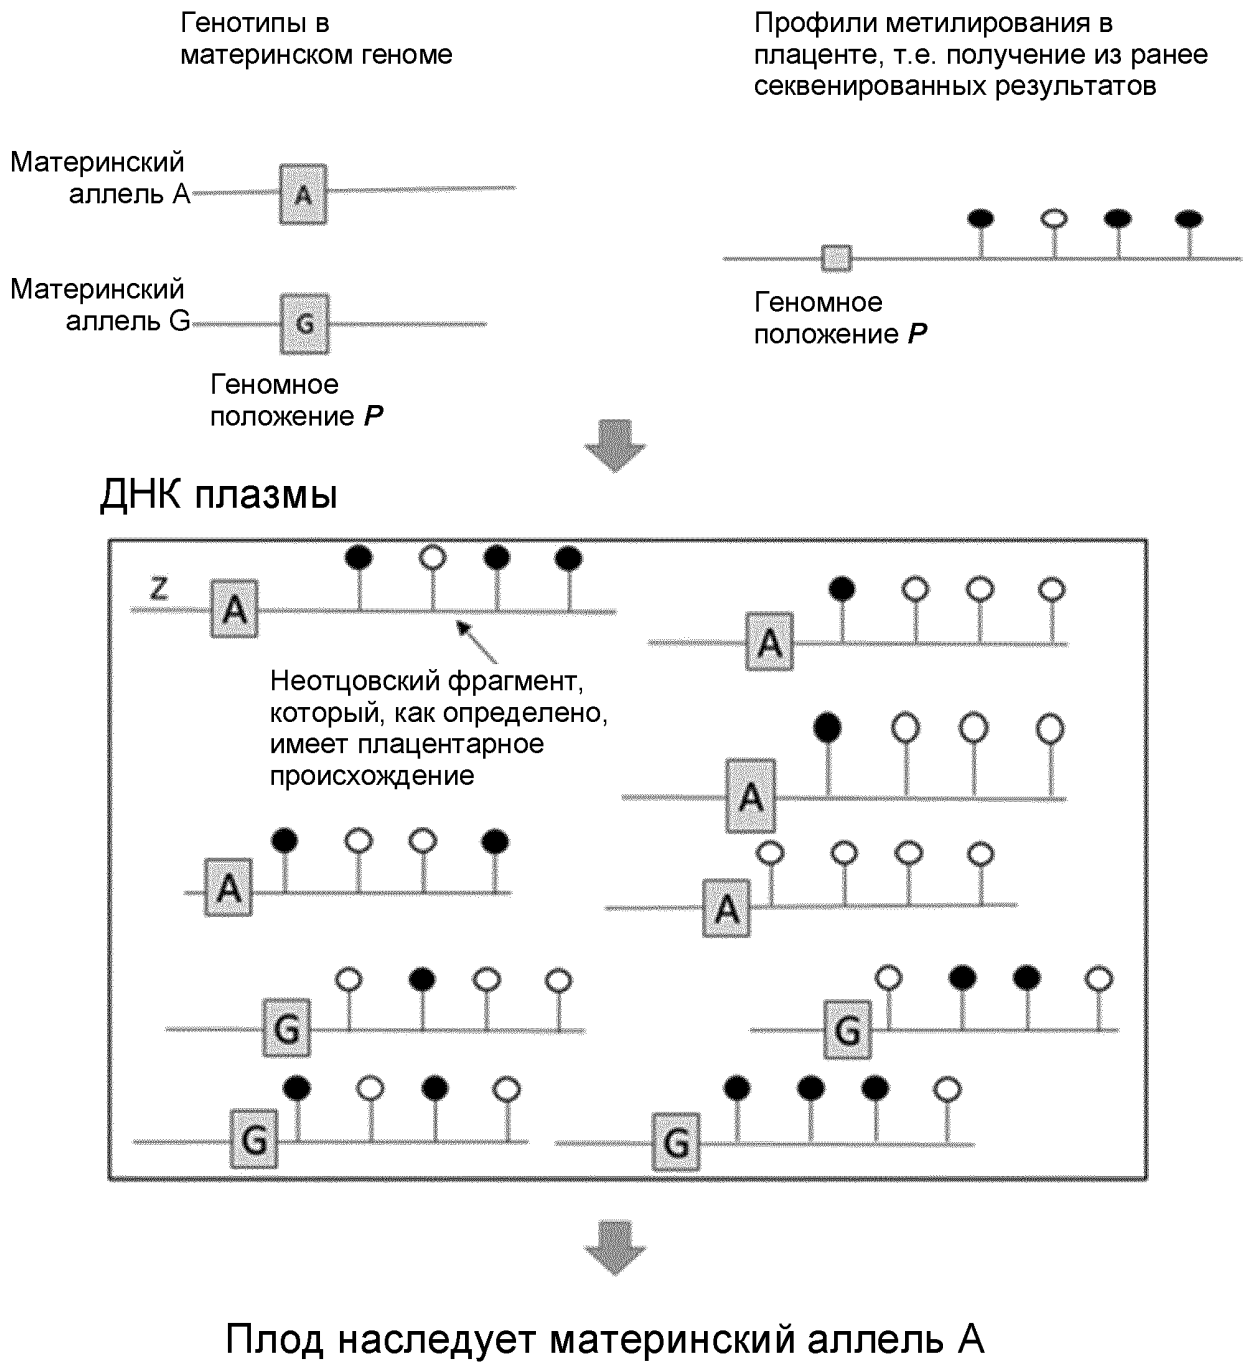 Генотипы в
материнском геноме
Профили метилирования в
плаценте, т.е. получение из ранее
секвенированных результатов
Материнский
аллель A
A
Материнский
аллель G
G
Геномное
положение P
Геномное
положение P
ДНК плазмы
Z
A
A
Неотцовский фрагмент,
который, как определено,
имеет плацентарное
происхождение
A
A
A
G
G
G
G
Плод наследует материнский аллель A